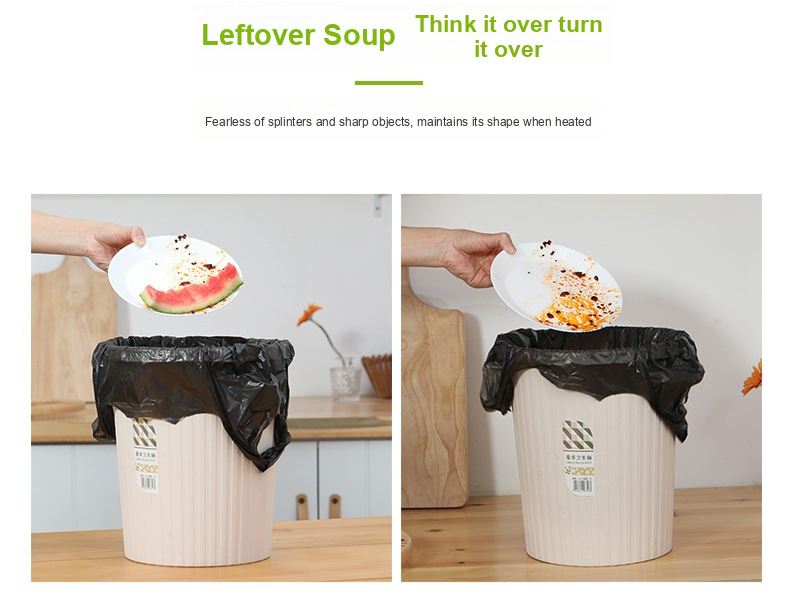 Leftover Soup
Think it over turn
it over
Fearless of splinters and sharp objects, maintains its shape when heated